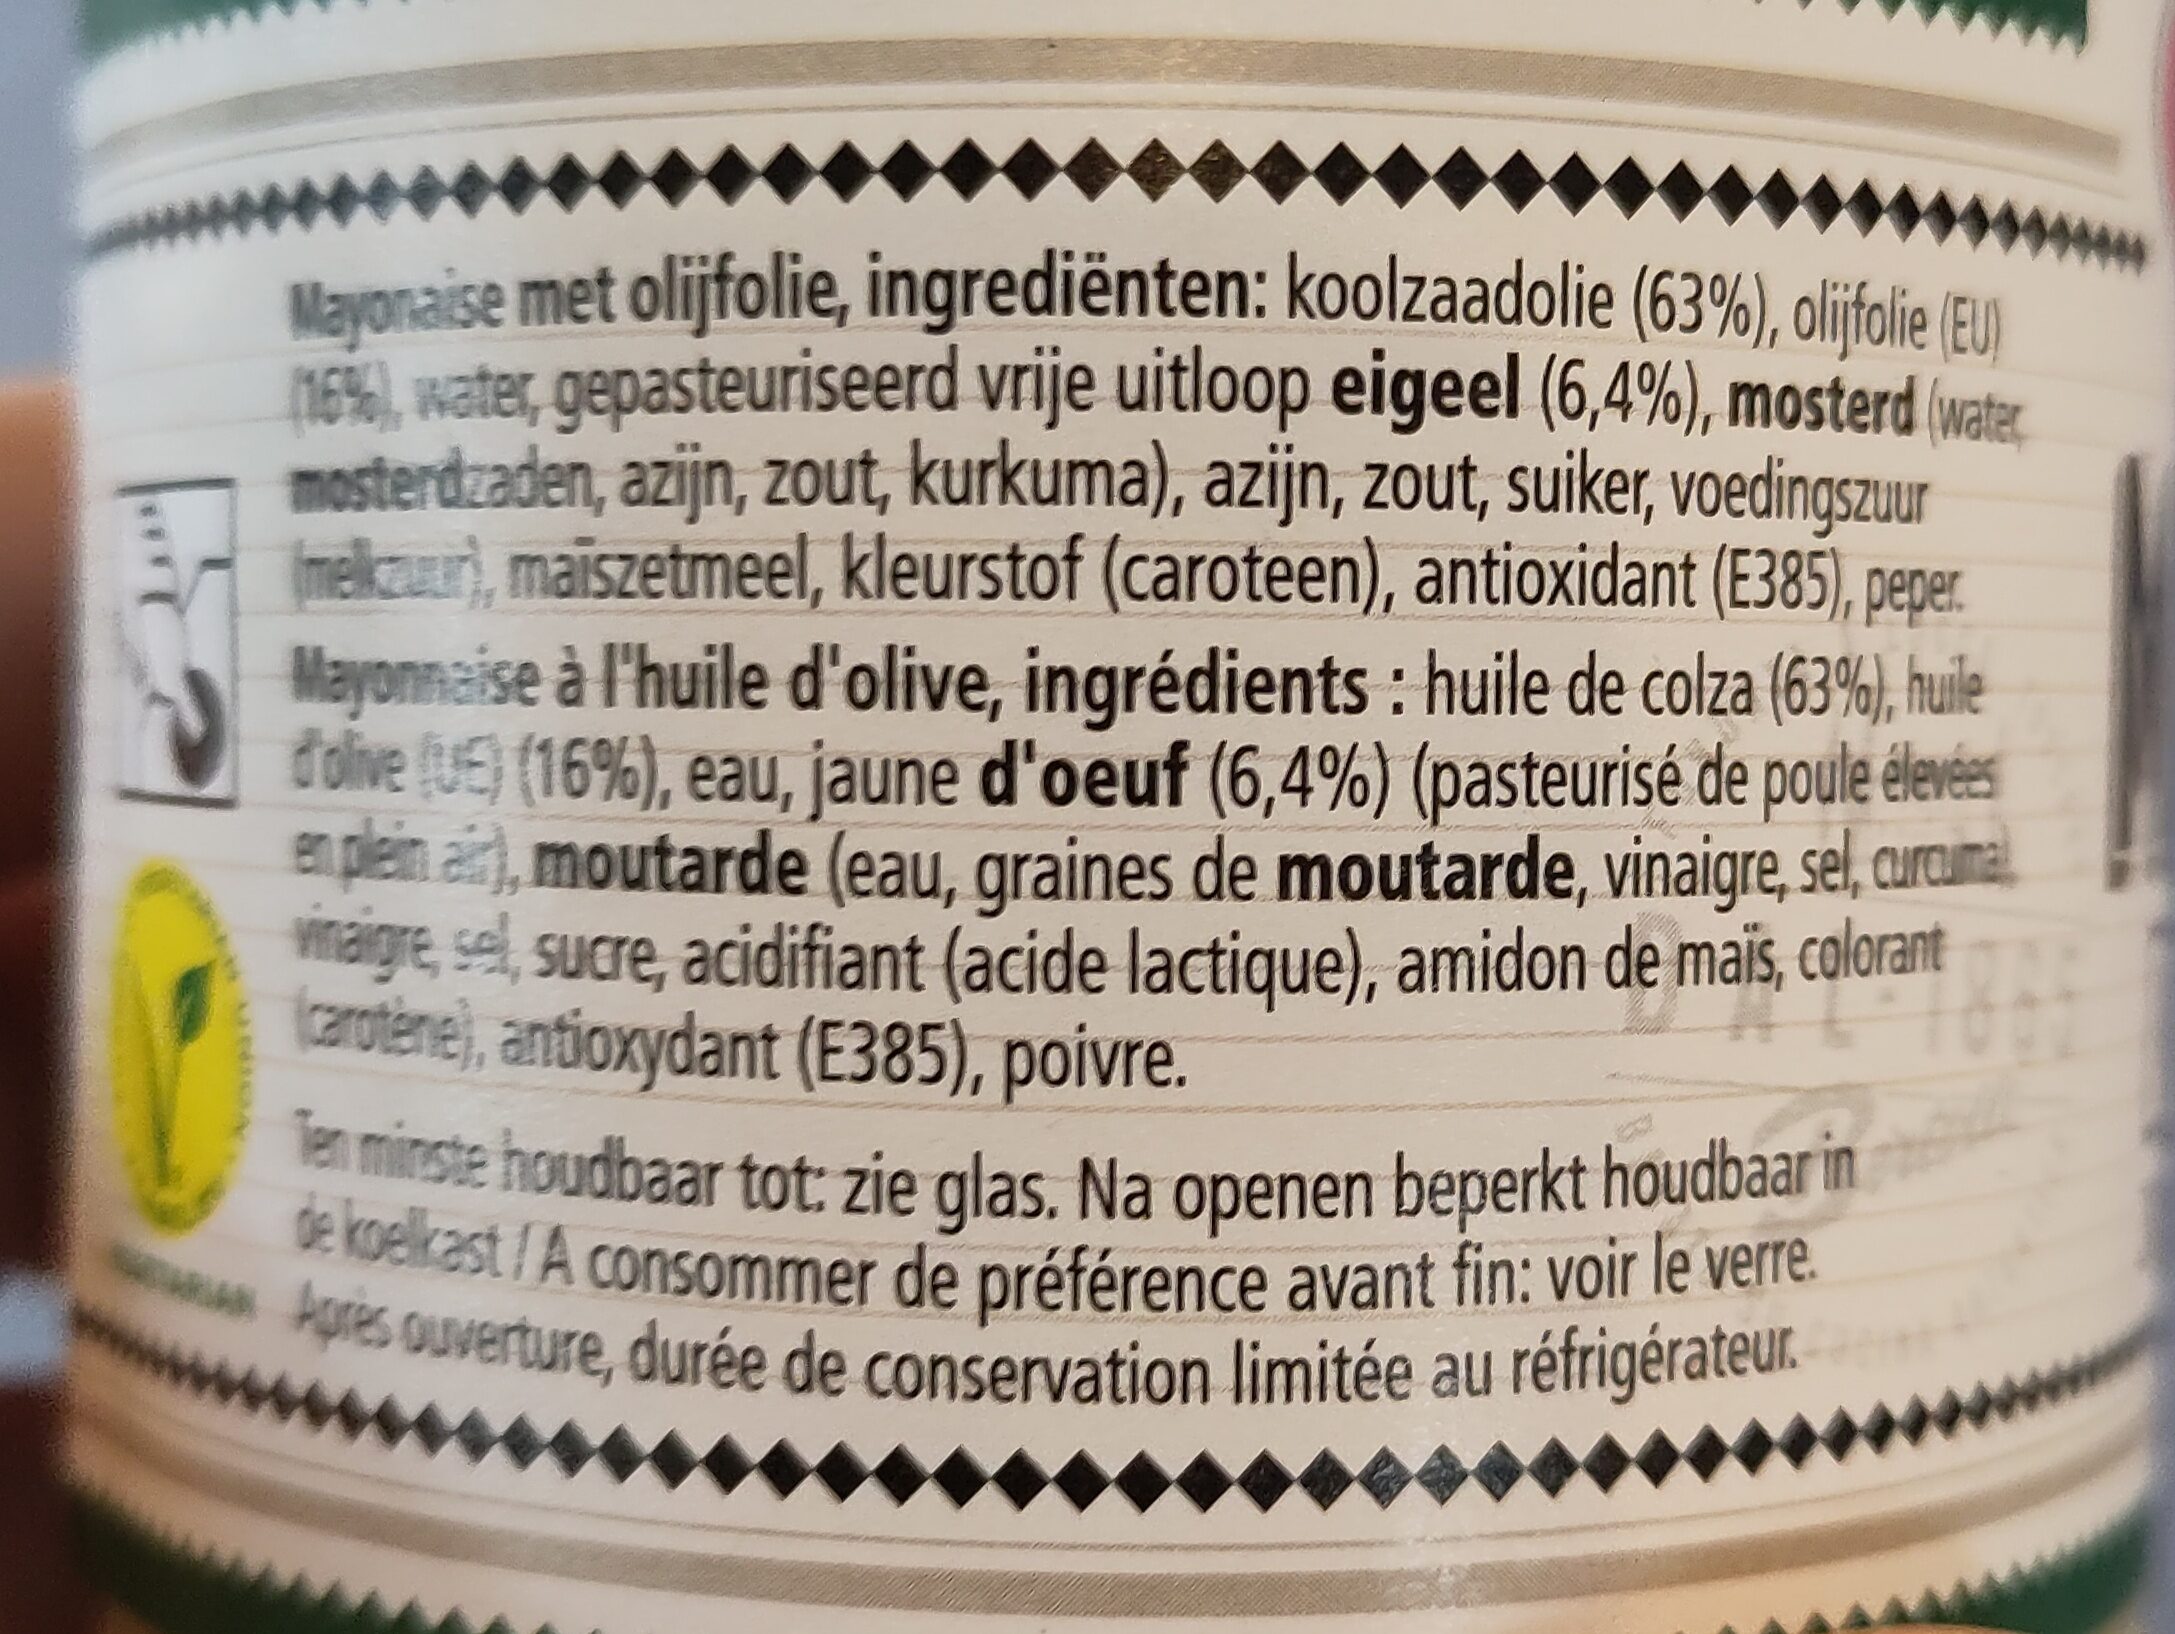 Mayonaise met olijfolie, ingrediënten: koolzaadolie (63%), olijfolie (EU)
(16%), water, gepasteuriseerd vrije uitloop eigeel (6,4%), mosterd (water,
mosterdzaden, azijn, zout, kurkuma), azijn, zout, suiker, voedingszuur
(melkzuur), maïszetmeel, kleurstof (caroteen), antioxidant (E385), peper.
Mayonnaise à l'huile d'olive, ingrédients : huile de colza (63%), huile
d'olive (UE) (16%), eau, jaune d'oeuf (6,4%) (pasteurisé de poule élevées
en plein air), moutarde (eau, graines de moutarde, vinaigre, sel, curcuma),
vinaigre, sel, sucre, acidifiant (acide lactique), amidon de maïs, colorant
(carotène), antioxydant (E385), poivre.
Ten minste houdbaar tot: zie glas. Na openen beperkt houdbaar in
de koelkast / A consommer de préférence avant fin: voir le verre.
Après ouverture, durée de conservation limitée au réfrigérateur.